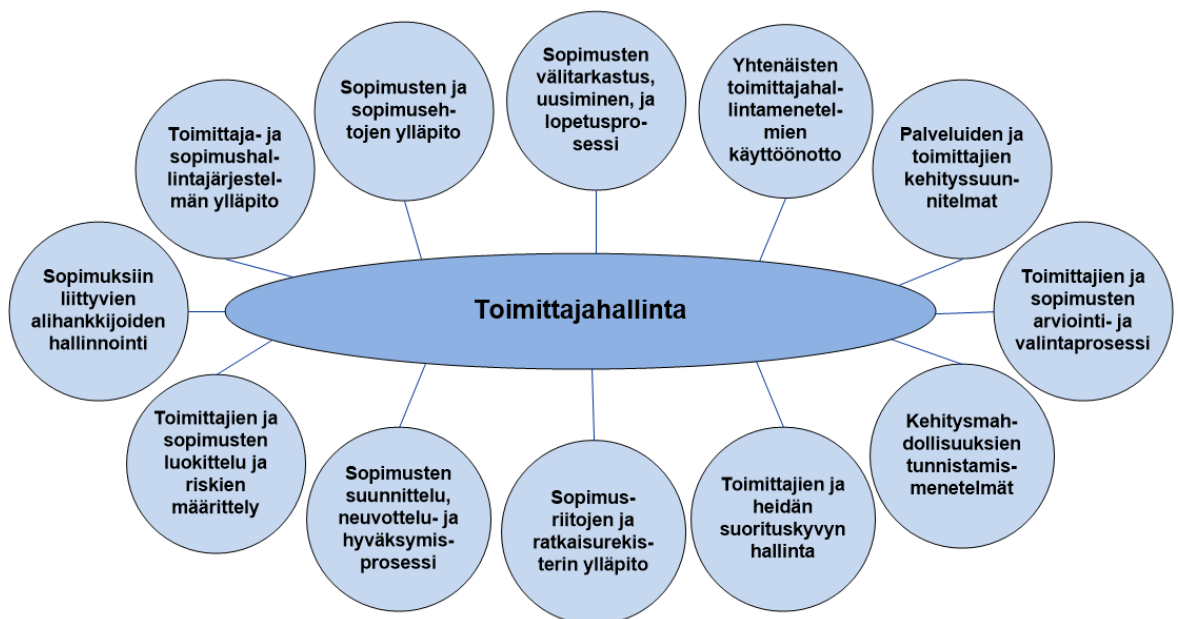 Sopimusten
välitarkastus,
uusiminen, ja
lopetuspro-
sessi
Yhtenäisten
toimittajahal-
lintamenetel-
mien
käyttöönotto
Sopimusten ja
sopimuseh-
tojen ylläpito
Toimittaja- ja
sopimushal-
lintajärjestel-
män ylläpito
Palveluiden ja
toimittajien
kehityssuun-
nitelmat
Sopimuksiin
liittyvien
alihankkijoiden
hallinnointi
Toimittajahallinta
Toimittajien ja
sopimusten
arviointi- ja
valintaprosessi
Toimittajien ja
sopimusten
luokittelu ja
riskien
määrittely
Sopimusten
suunnittelu,
neuvottelu- ja
hyväksymis-
prosessi
Sopimus-
riitojen ja
ratkaisurekis-
terin ylläpito
Toimittajien ja
heidän
suorituskyvyn
hallinta
Kehitysmah-
dollisuuksien
tunnistamis-
menetelmät